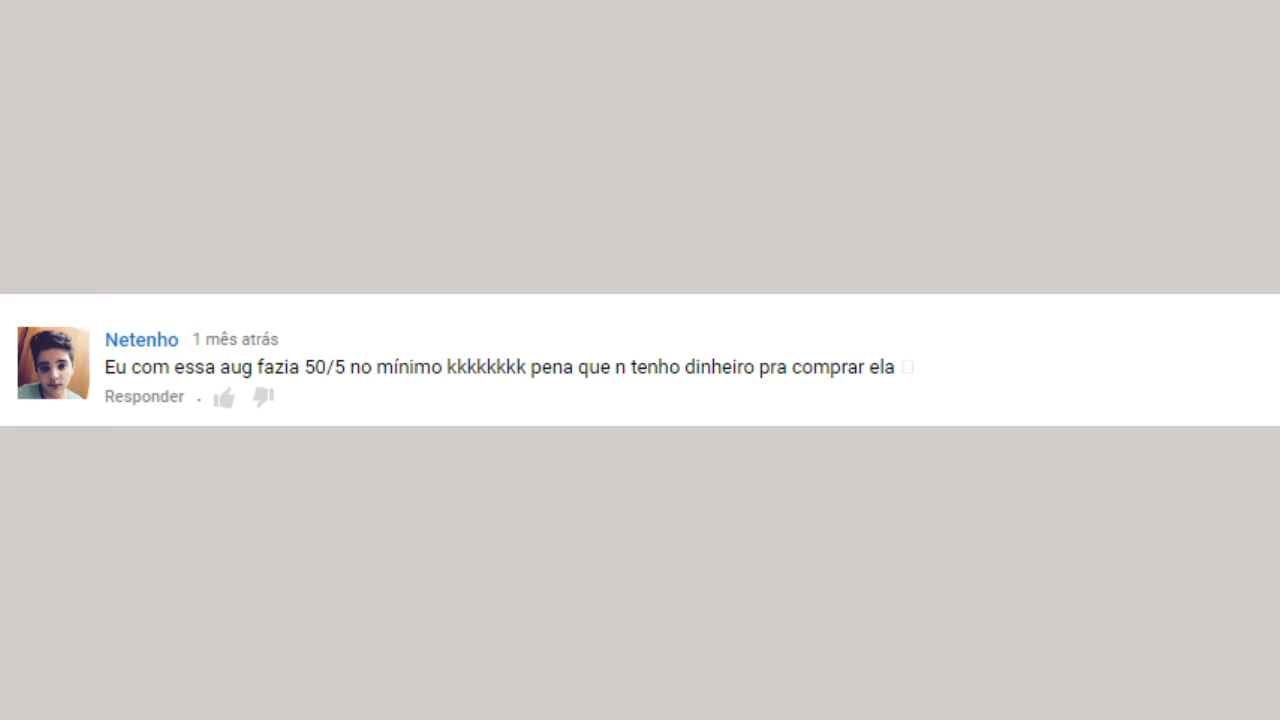 Netenho 1 mês atrás
Eu com essa aug fazia 50/5 no mínimo kkkkkkkk pena que n tenho dinheiro pra comprar ela
Responder .